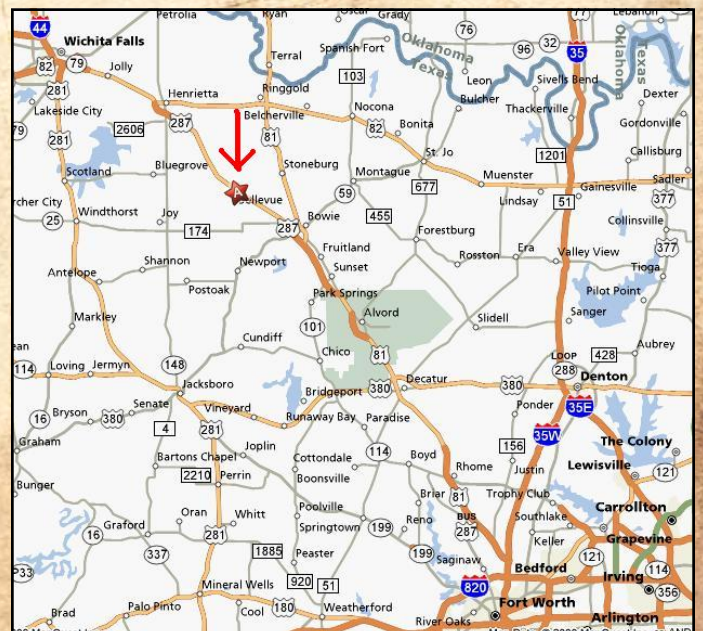 Petrolia
Ryan
Oscar
Grady
76
Lebanon
77
44
Wichita Falls
Terral
Spanish Fort
Oklahoma
Texas
96
32
35
Oklahoma
Texas
82
79
Jolly
103
Leon
Sivells Bend
281
Henrietta
Ringgold
Nocona
Bulcher
Thackerville
Dexter
Lakeside City
Belcherville
82
Bonita
Gordonville
79
2606
287
81
281
St. Jo
1201
Callisburg
Scotland
Bluegrove
Stoneburg
Montague
Muenster
Sadler
A
59
677
Gainesville
rcher City
Windthorst
Joy
ellevue
Lindsay
51
377
25
174
287
Bowie
455
Forestburg
Collinsville
Shannon
Newport
Fruitland
Rosston
Era
Valley View
377
Antelope
Sunset
Tioga
Postoak
Park Springs
Pilot Point
Markley
101
Alvord
Slidell
Sanger
Cundiff
Aubrey
ean
Chico
81
LOOP
428
114
Loving
Jermyn
148
288
Denton
Jacksboro
Bridgeport
380
Decatur
380
Senate
Vineyard
Ponder
35E
16
Bryson
380
Runaway Bay
Paradise
35W
Graham
4
281
156
The Colony
Joplin
114
Bartons Chapel
Cottondale
Boyd
Lewisville
2210
Perrin
Boonsville
Rhome
Justin
121
Bunger
Briar
81
Trophy Club
Carrollton
Oran
Whitt
Poolville
Reno
BUS
Southlake
Graford
Springtown
199
287
Keller
Grapevine
16
281
337
1885
Peaster
199
Saginaw
121
P33
Bedford
114
920
51
820
Irving
Mineral Wells
356
Palo Pinto
Fort Worth
Brad
Cool
180
Weatherford
River Oaks
Arlington